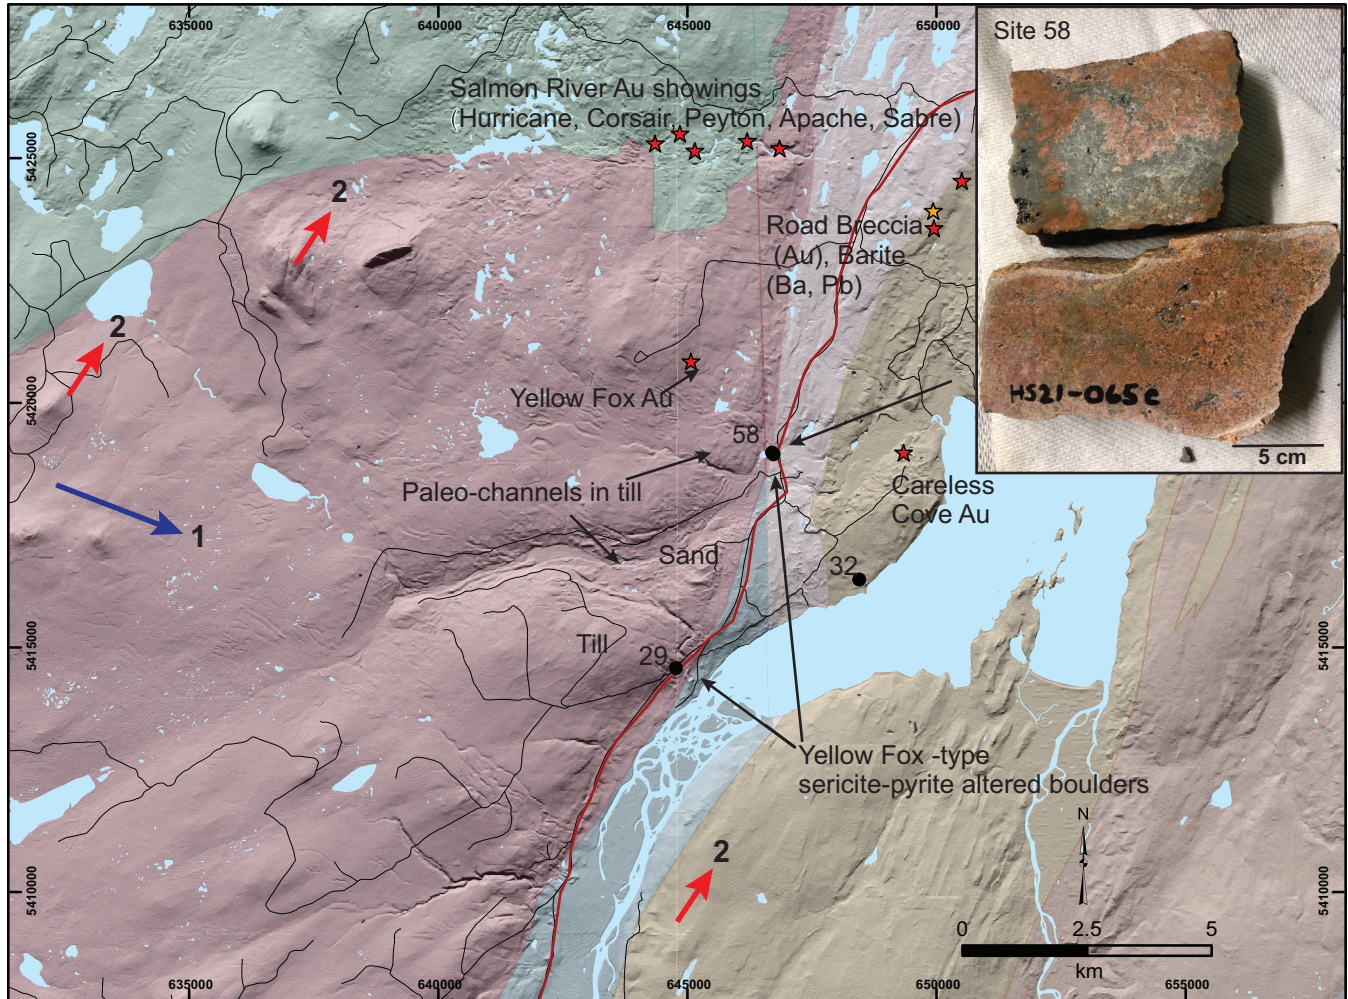 635000
640000
645000
650000
Site 58
Salmon River Au showings
(Hurricane, Corsair, Peyton, Apache, Sabre)
5425000
2
Road Breccia
(Au), Barite
(Ba, Pb)
2
Yellow Fox Au
5420000
HS21-065C
5 cm
58
Paleo-channels in till
Careless
Cove Au
1
Sand
32
Till
29
5415000
5415000
Yellow Fox -type
sericite-pyrite altered boulders
N
2
5410000
5410000
0
2.5
5
km
635000
640000
645000
650000
655000